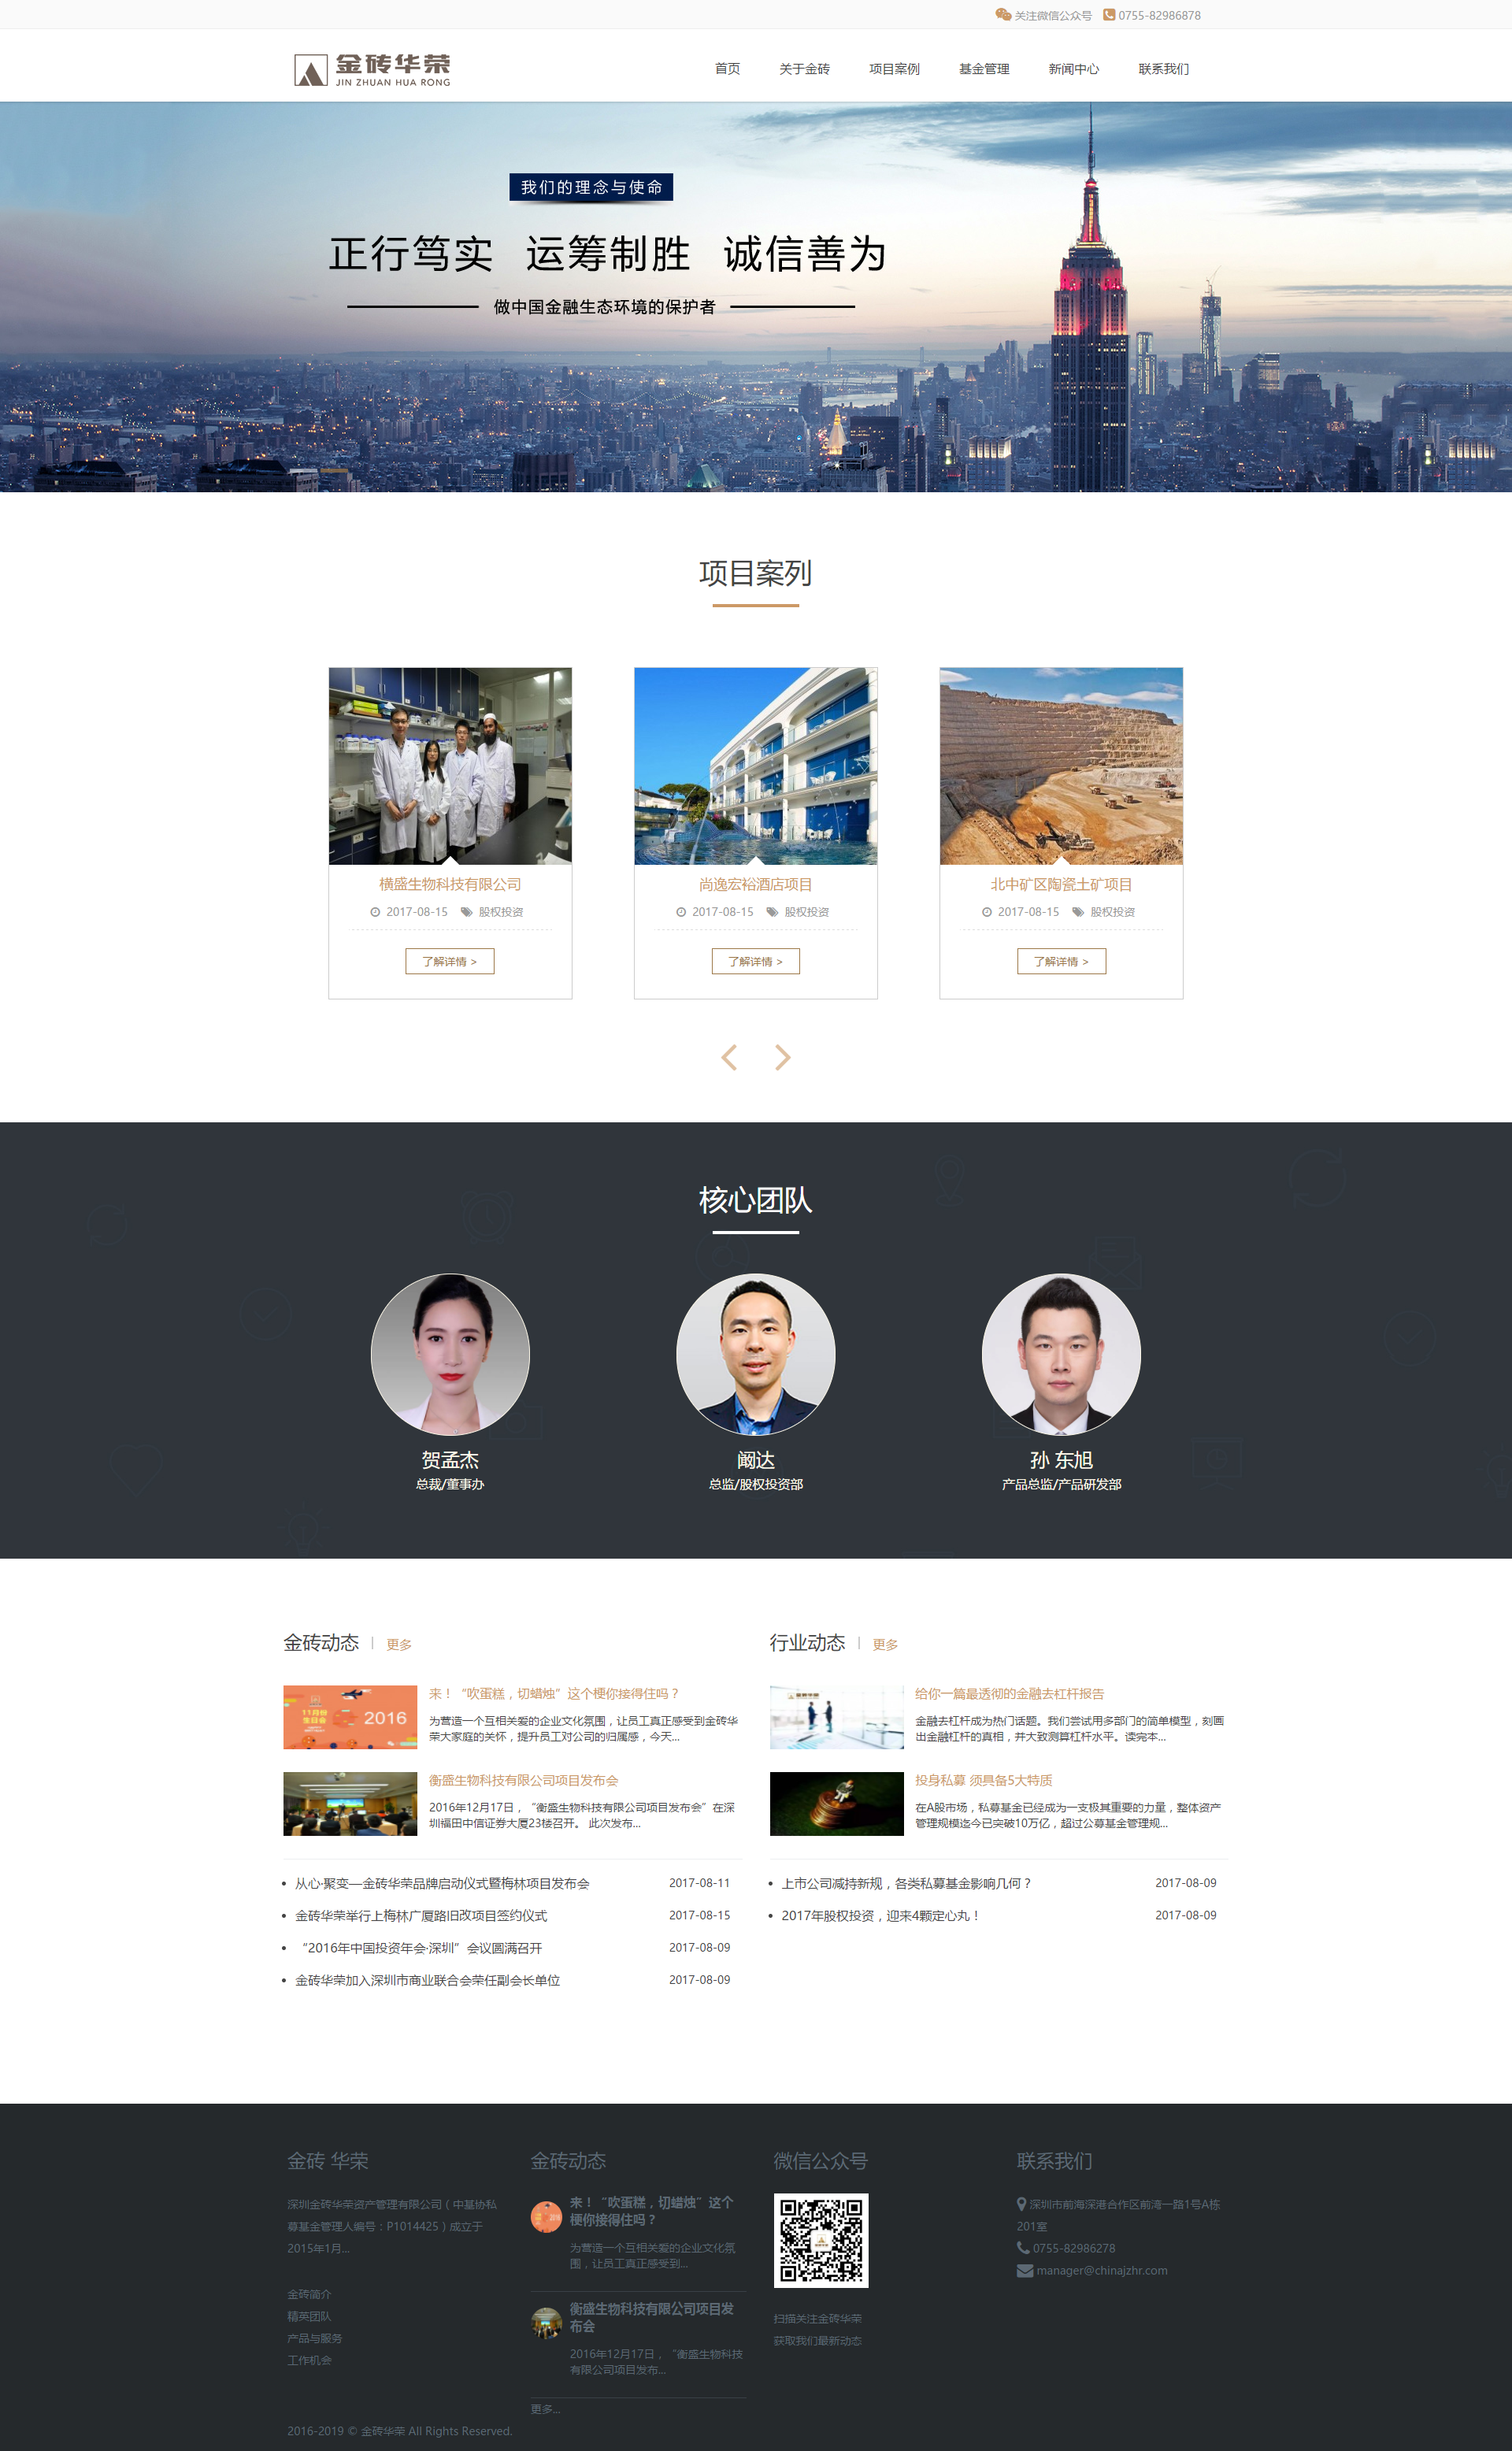 关注微信公众号 0755-82986878
金砖华荣
JIN ZHUAN HUA RONG
首页 关于金砖 项目案例 基金管理 新闻中心 联系我们
我们的理念与使命
正行笃实 运筹制胜 诚信善为
做中国金融生态环境的保护者
项目案列
横盛生物科技有限公司
2017-08-15 股权投资
了解详情 >
尚逸宏裕酒店项目
2017-08-15 股权投资
了解详情 >
北中矿区陶瓷土矿项目
2017-08-15 股权投资
了解详情 >
核心团队
贺孟杰
总裁/董事办
阚达
总监/股权投资部
孙 东旭
产品总监/产品研发部
金砖动态 | 更多
11月份
生日会
2016
来！“吹蛋糕，切蜡烛”这个梗你接得住吗？
为营造一个互相关爱的企业文化氛围，让员工真正感受到金砖华
荣大家庭的关怀，提升员工对公司的归属感，今天...
衡盛生物科技有限公司项目发布会
2016年12月17日，“衡盛生物科技有限公司项目发布会”在深
圳福田中信证券大厦23楼召开。 此次发布...
从心·聚变—金砖华荣品牌启动仪式暨梅林项目发布会 2017-08-11
金砖华荣举行上梅林广厦路旧改项目签约仪式 2017-08-15
“2016年中国投资年会·深圳”会议圆满召开 2017-08-09
金砖华荣加入深圳市商业联合会荣任副会长单位 2017-08-09
行业动态 | 更多
金砖华荣
给你一篇最透彻的金融去杠杆报告
金融去杠杆成为热门话题。我们尝试用多部门的简单模型，刻画
出金融杠杆的真相，并大致测算杠杆水平。读完本...
投身私募 须具备5大特质
在A股市场，私募基金已经成为一支极其重要的力量，整体资产
管理规模迄今已突破10万亿，超过公募基金管理规...
上市公司减持新规，各类私募基金影响几何？ 2017-08-09
2017年股权投资，迎来4颗定心丸！ 2017-08-09
金砖 华荣
深圳金砖华荣资产管理有限公司（中基协私
募基金管理人编号：P1014425）成立于
2015年1月...
金砖简介
精英团队
产品与服务
工作机会
金砖动态
来！“吹蛋糕，切蜡烛”这个
梗你接得住吗？
为营造一个互相关爱的企业文化氛
围，让员工真正感受到...
衡盛生物科技有限公司项目发
布会
2016年12月17日，“衡盛生物科技
有限公司项目发布...
更多...
微信公众号
扫描关注金砖华荣
获取我们最新动态
联系我们
深圳市前海深港合作区前湾一路1号A栋
201室
0755-82986278
manager@chinajzhr.com
2016-2019 © 金砖华荣 All Rights Reserved.